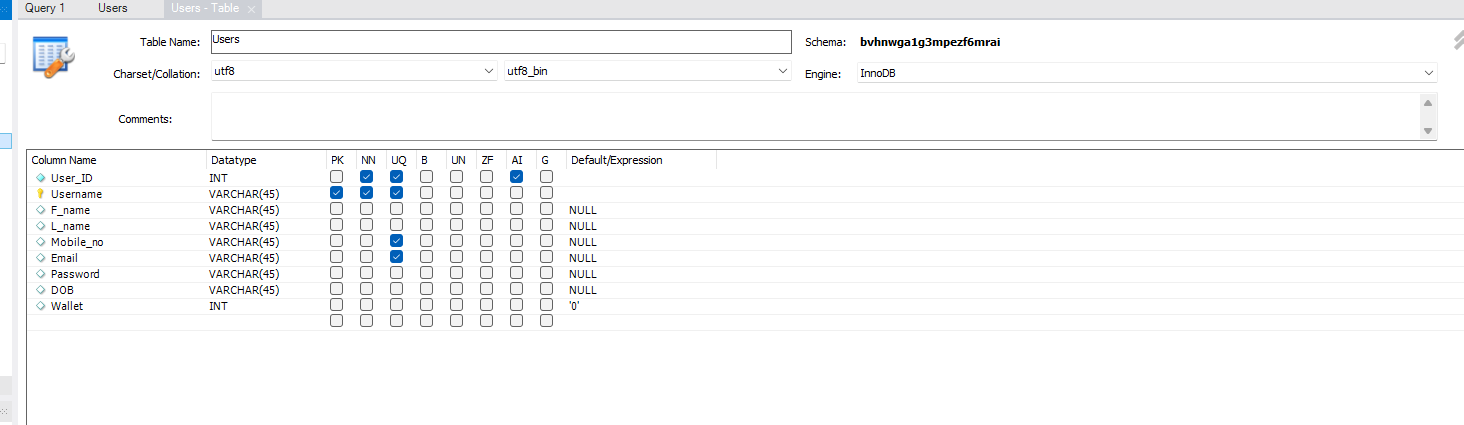 Query 1 Users Users - Table
Table Name: Users Schema: bvhnwga1g3mpezf6mrai
Charset/Collation: utf8 utf8_bin Engine: InnoDB
Comments:
Column Name Datatype PK NN UQ B UN ZF AI G Default/Expression
User_ID INT
Username VARCHAR(45)
F_name VARCHAR(45) NULL
L_name VARCHAR(45) NULL
Mobile_no VARCHAR(45) NULL
Email VARCHAR(45) NULL
Password VARCHAR(45) NULL
DOB VARCHAR(45) NULL
Wallet INT '0'